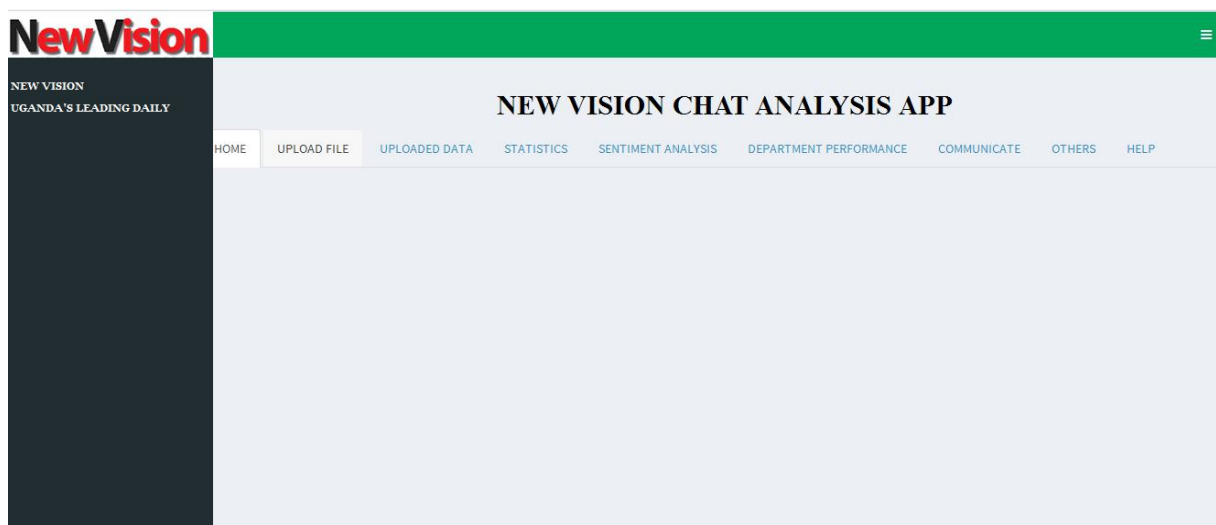 NewVision
NEW VISION
UGANDA'S LEADING DAILY
NEW VISION CHAT ANALYSIS APP
HOME UPLOAD FILE UPLOADED DATA STATISTICS SENTIMENT ANALYSIS DEPARTMENT PERFORMANCE COMMUNICATE OTHERS HELP